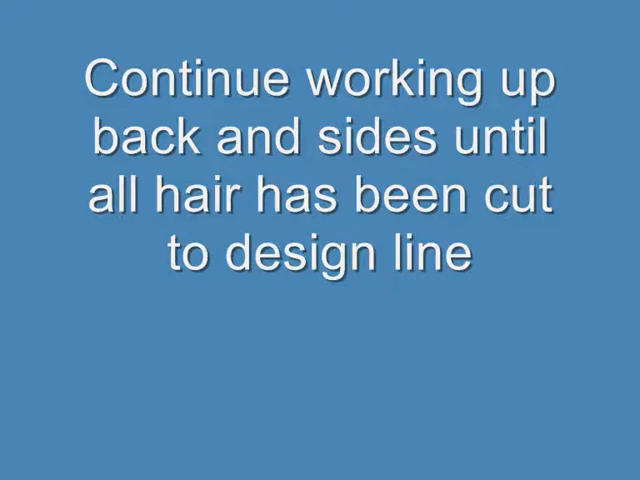 Continue working up
back and sides until
all hair has been cut
to design line